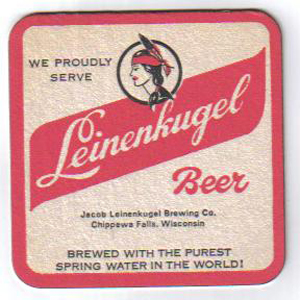 WE PROUDLY
SERVE
Leinenkugel
Beer
Jacob Leinenkugel Brewing Co.
Chippewa Falls, Wisconsin
BREWED WITH THE PUREST
SPRING WATER IN THE WORLD!